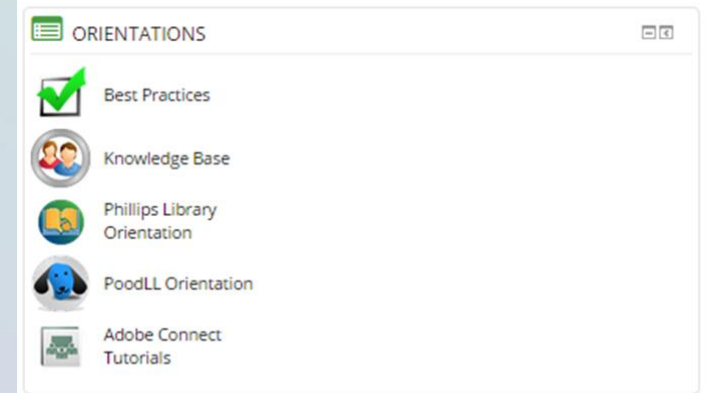 ORIENTATIONS
Best Practices
Knowledge Base
Phillips Library
Orientation
PoodLL Orientation
Adobe Connect
Tutorials